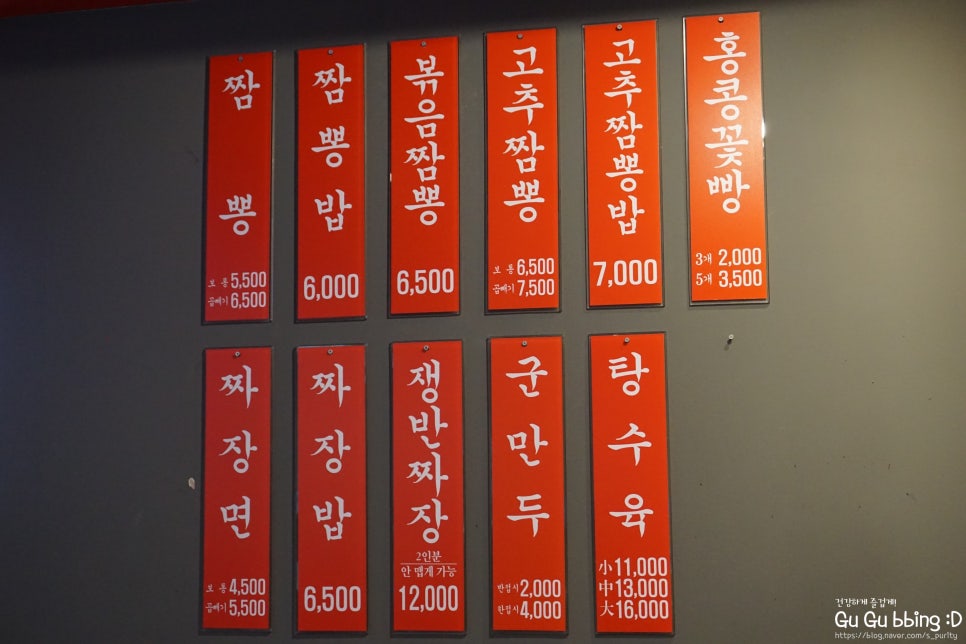 짬뽕
보통 5,500
곱빼기 6,500
짬뽕밥
6,000
볶음짬뽕
6,500
고추짬뽕
보통 6,500
곱빼기 7,500
고추짬뽕밥
7,000
홍콩꽃빵
3개 2,000
5개 3,500
짜장면
보통 4,500
곱빼기 5,500
짜장밥
6,500
쟁반짜장
2인분
안 맵게 가능
12,000
군만두
반접시 2,000
한접시 4,000
탕수육
小 11,000
中 13,000
大 16,000
건강하게 즐겁게!
Gu Gu bbing :D
https://blog.naver.com/s_purity